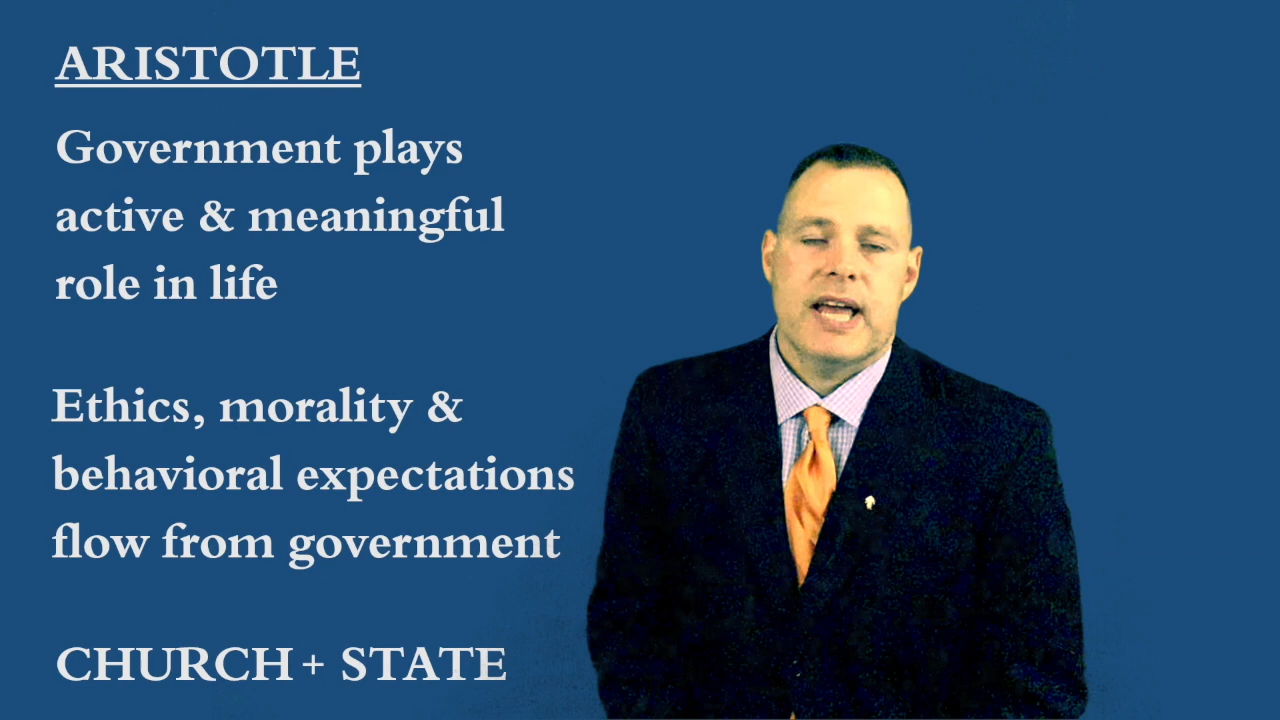 ARISTOTLE
Government plays
active & meaningful
role in life
Ethics, morality &
behavioral expectations
flow from government
CHURCH + STATE